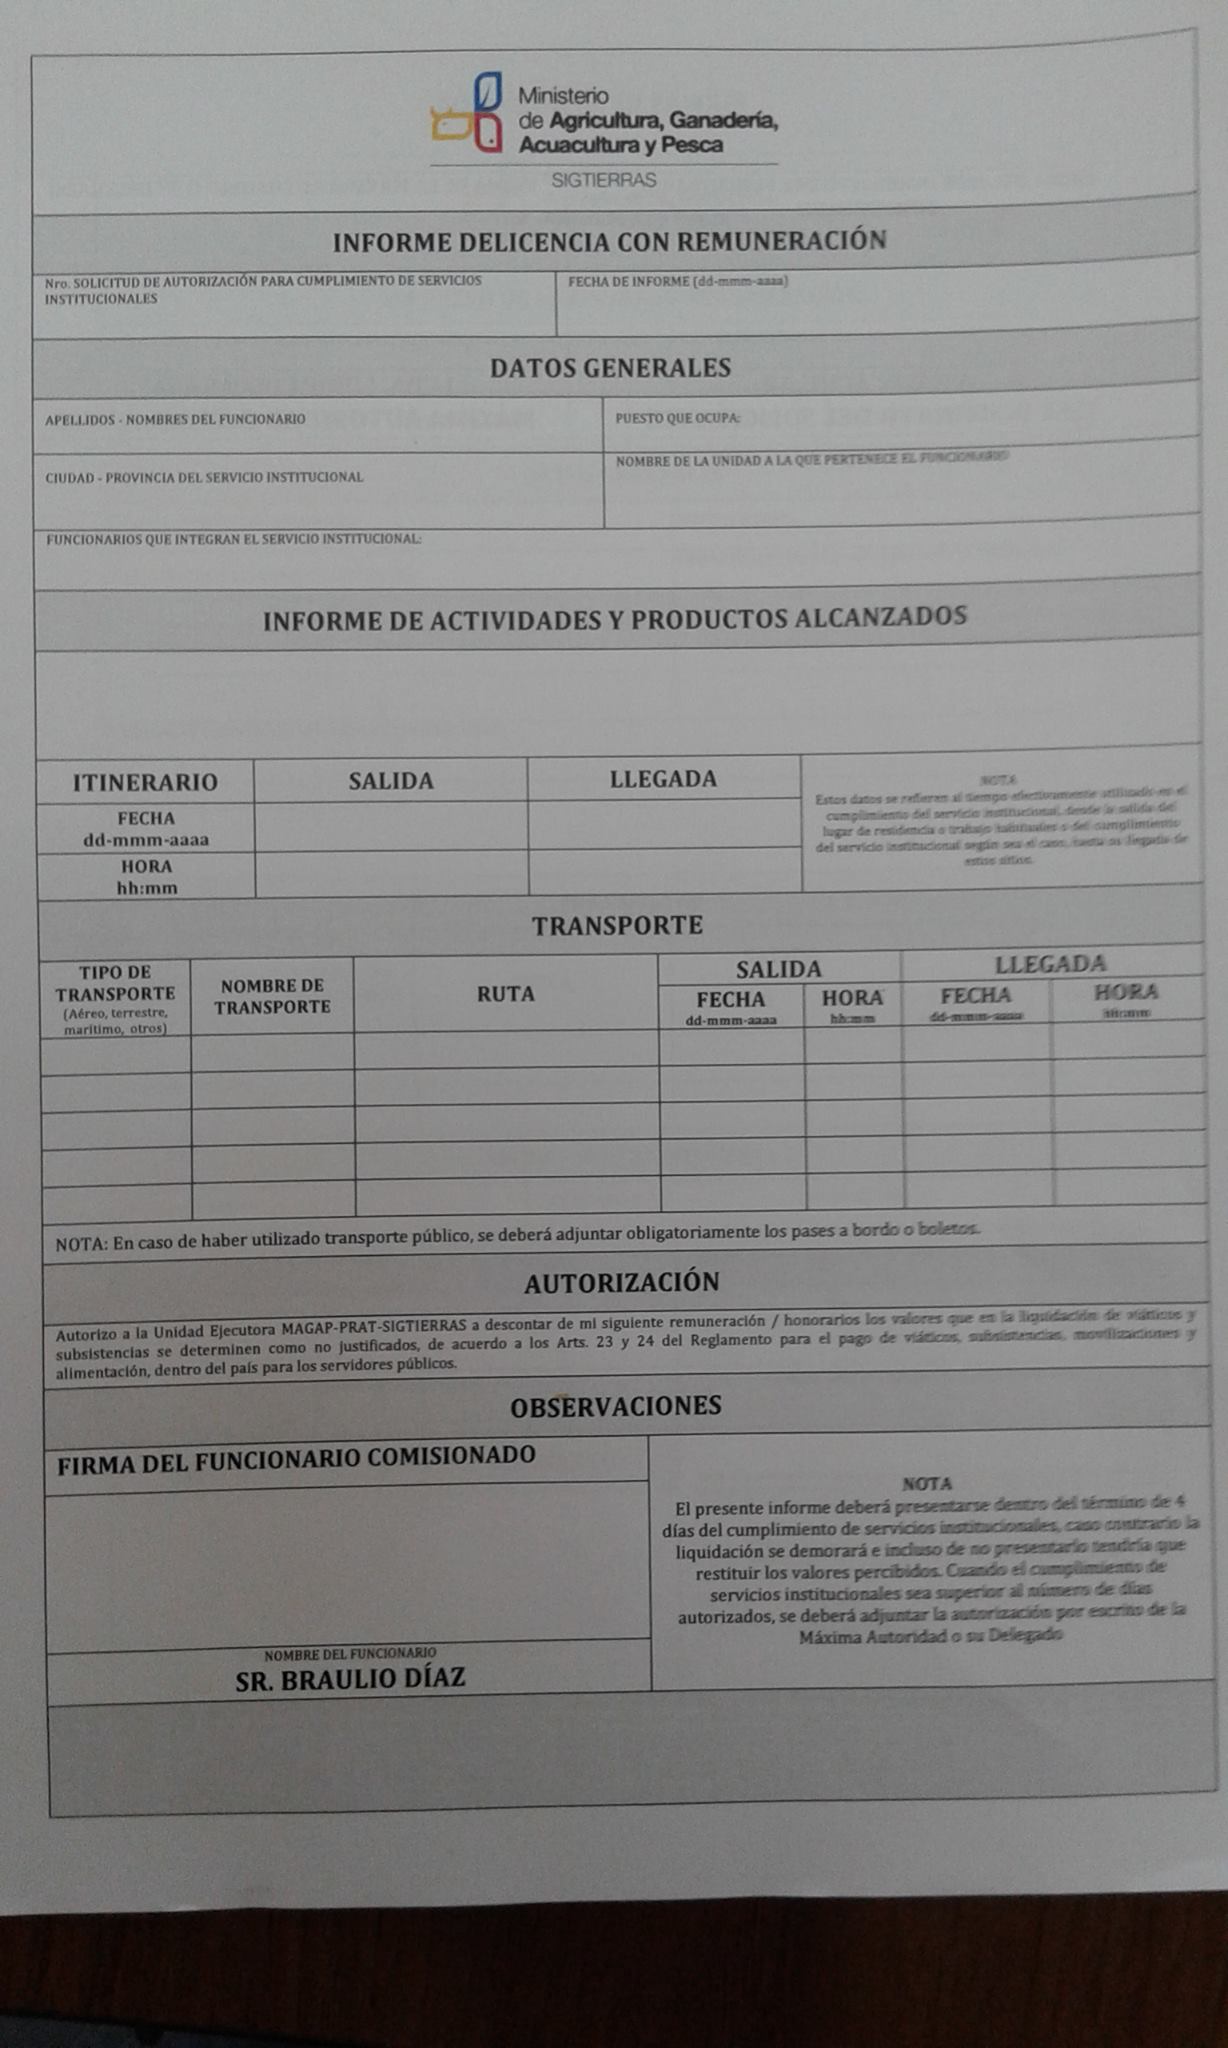 Ministerio
de Agricultura, Ganadería,
Acuacultura y Pesca
SIGTIERRAS
INFORME DELICENCIA CON REMUNERACIÓN
Nro. SOLICITUD DE AUTORIZACIÓN PARA CUMPLIMIENTO DE SERVICIOS
INSTITUCIONALES
FECHA DE INFORME (dd-mmm-aaaa)
DATOS GENERALES
APELLIDOS - NOMBRES DEL FUNCIONARIO
PUESTO QUE OCUPA:
CIUDAD - PROVINCIA DEL SERVICIO INSTITUCIONAL
NOMBRE DE LA UNIDAD A LA QUE PERTENECE EL FUNCIONARIO
FUNCIONARIOS QUE INTEGRAN EL SERVICIO INSTITUCIONAL:
INFORME DE ACTIVIDADES Y PRODUCTOS ALCANZADOS
ITINERARIO SALIDA LLEGADA
FECHA
dd-mmm-aaaa
HORA
hh:mm
NOTA
Estos datos se refieren al tiempo efectivamente utilizado en el
cumplimiento del servicio institucional, desde la salida del
lugar de residencia o trabajo habituales o del cumplimiento
del servicio institucional según sea el caso, hasta su llegada de
estos sitios.
TRANSPORTE
TIPO DE
TRANSPORTE
(Aéreo, terrestre,
marítimo, otros)
NOMBRE DE
TRANSPORTE
RUTA
SALIDA
FECHA
dd-mmm-aaaa
HORA
hh:mm
LLEGADA
FECHA
dd-mmm-aaaa
HORA
hh:mm
NOTA: En caso de haber utilizado transporte público, se deberá adjuntar obligatoriamente los pases a bordo o boletos.
AUTORIZACIÓN
Autorizo a la Unidad Ejecutora MAGAP-PRAT-SIGTIERRAS a descontar de mi siguiente remuneración / honorarios los valores que en la liquidación de viáticos y
subsistencias se determinen como no justificados, de acuerdo a los Arts. 23 y 24 del Reglamento para el pago de viáticos, subsistencias, movilizaciones y
alimentación, dentro del país para los servidores públicos.
OBSERVACIONES
FIRMA DEL FUNCIONARIO COMISIONADO
NOTA
El presente informe deberá presentarse dentro del término de 4
días del cumplimiento de servicios institucionales, caso contrario la
liquidación se demorará e incluso de no presentarlo tendría que
restituir los valores percibidos. Cuando el cumplimiento de
servicios institucionales sea superior al número de días
autorizados, se deberá adjuntar la autorización por escrito de la
Máxima Autoridad o su Delegado
NOMBRE DEL FUNCIONARIO
SR. BRAULIO DÍAZ